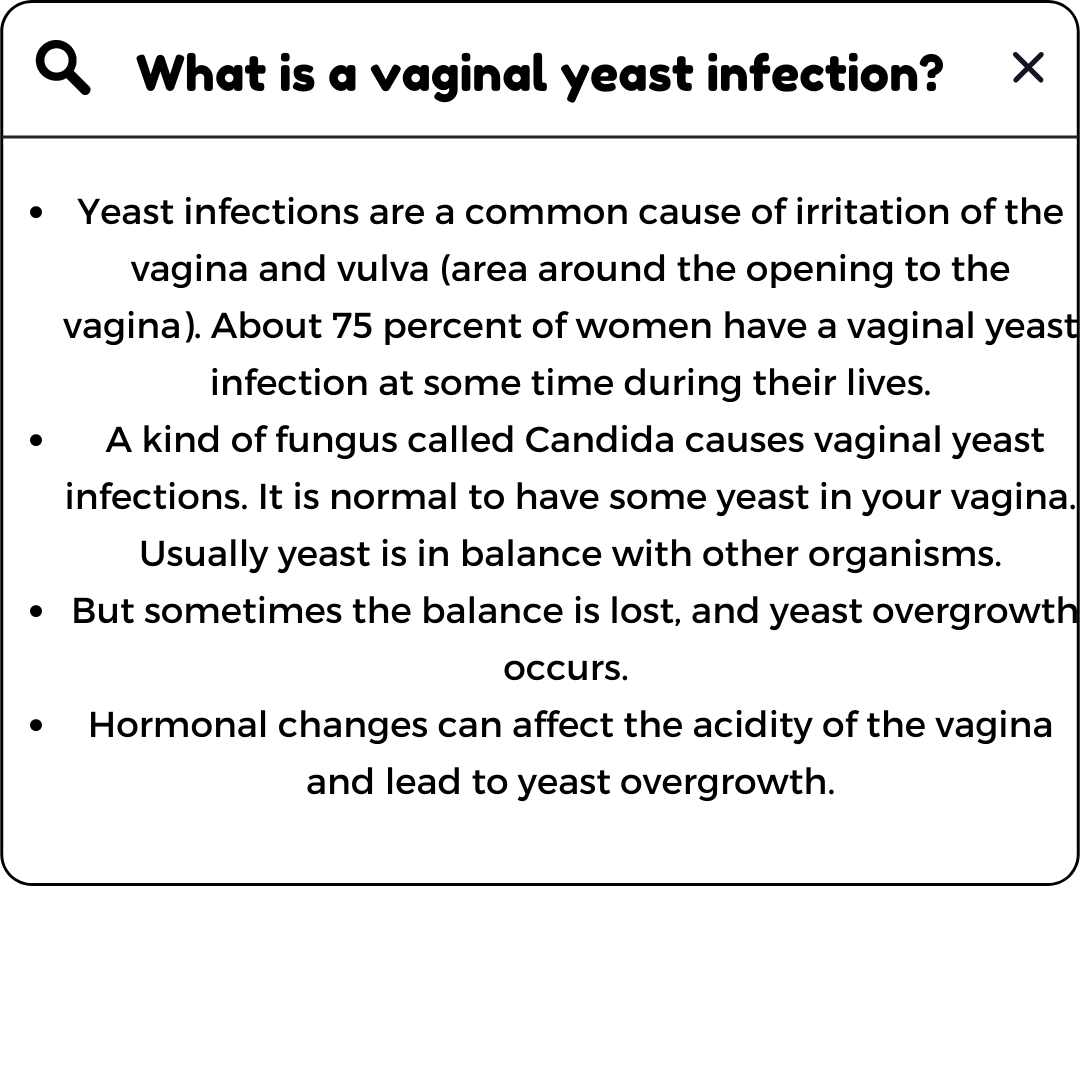 What is a vaginal yeast infection?
• Yeast infections are a common cause of irritation of the
vagina and vulva (area around the opening to the
vagina). About 75 percent of women have a vaginal yeast
infection at some time during their lives.
• A kind of fungus called Candida causes vaginal yeast
infections. It is normal to have some yeast in your vagina.
Usually yeast is in balance with other organisms.
• But sometimes the balance is lost, and yeast overgrowth
occurs.
• Hormonal changes can affect the acidity of the vagina
and lead to yeast overgrowth.